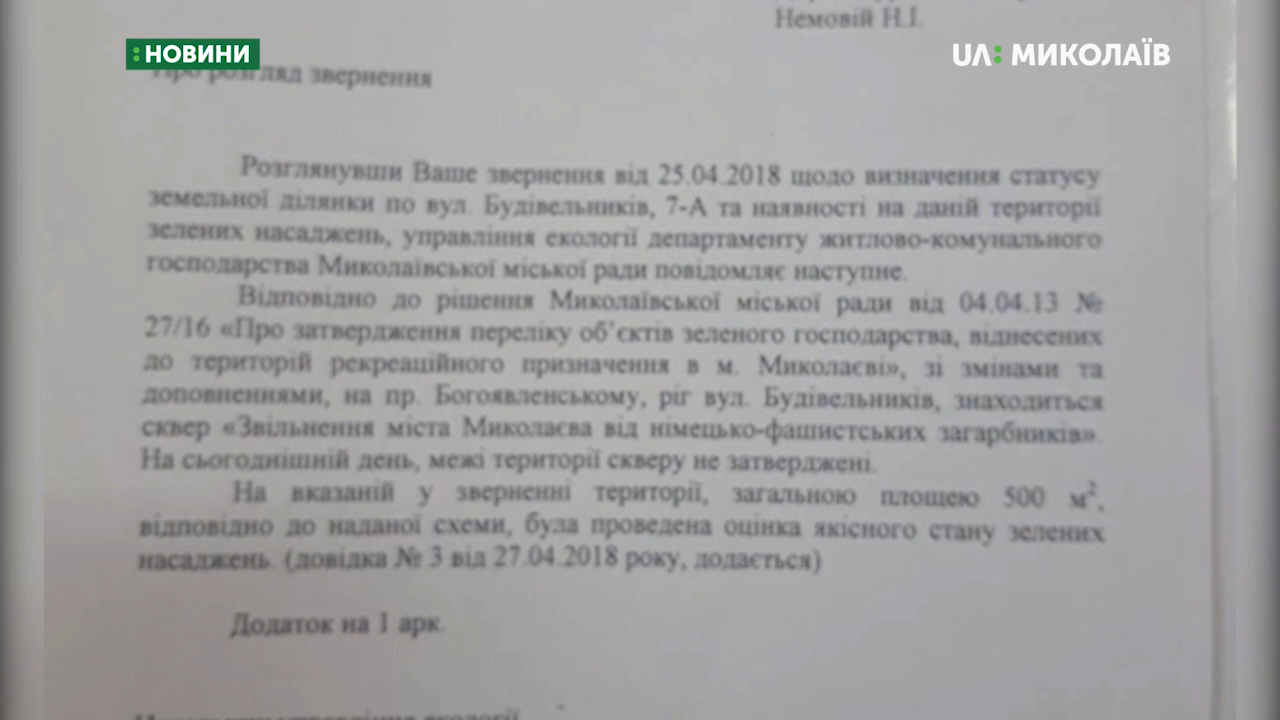 Немовій Н.І.
:НОВИНИ
UA: МИКОЛАЇВ
Про розгляд звернення
Розглянувши Ваше звернення від 25.04.2018 щодо визначення статусу
земельної ділянки по вул. Будівельників, 7-А та наявності на даній території
зелених насаджень, управління екології департаменту житлово-комунального
господарства Миколаївської міської ради повідомляє наступне.
Відповідно до рішення Миколаївської міської ради від 04.04.13 №
27/16 «Про затвердження переліку об’єктів зеленого господарства, віднесених
до територій рекреаційного призначення в м. Миколаєві», зі змінами та
доповненнями, на пр. Богоявленському, ріг вул. Будівельників, знаходиться
сквер «Звільнення міста Миколаєва від німецько-фашистських загарбників».
На сьогоднішній день, межі території скверу не затверджені.
На вказаній у зверненні території, загальною площею 500 м²,
відповідно до наданої схеми, була проведена оцінка якісного стану зелених
насаджень. (довідка № 3 від 27.04.2018 року, додається)
Додаток на 1 арк.
управління екології